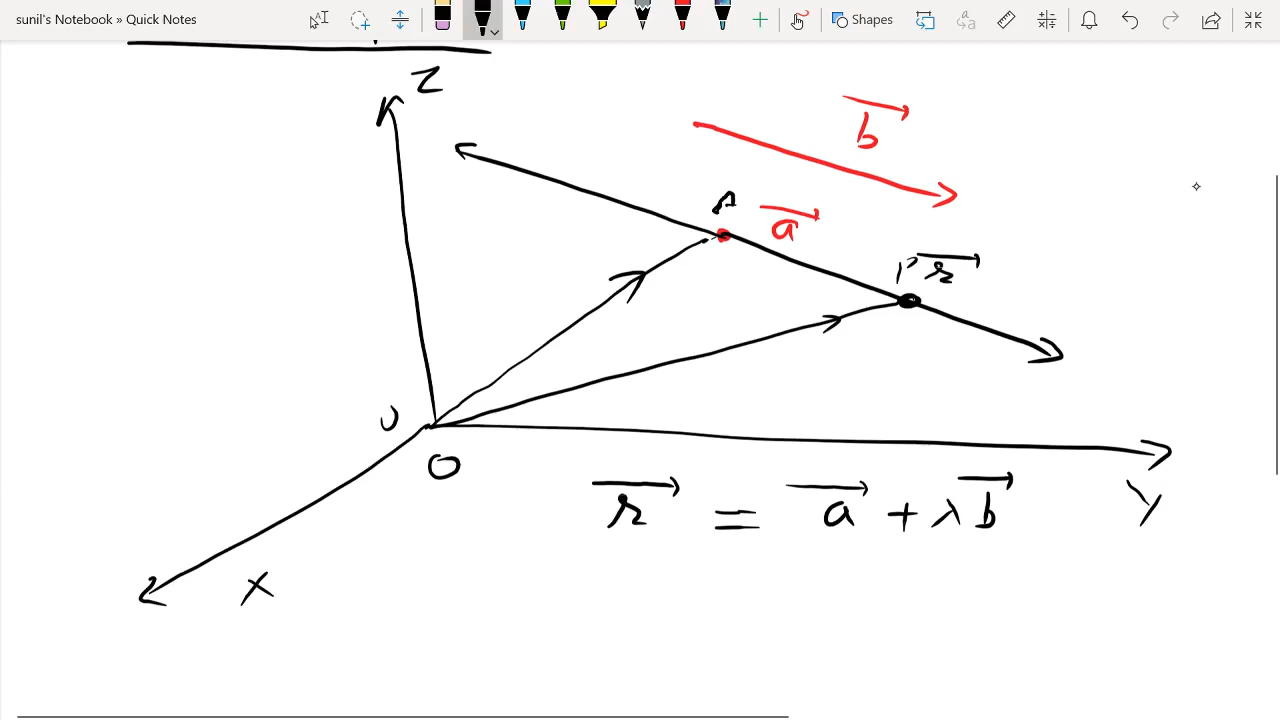 sunil's Notebook » Quick Notes
Shapes
Z
b
A a
P r
O
Y
r = a + λb
X